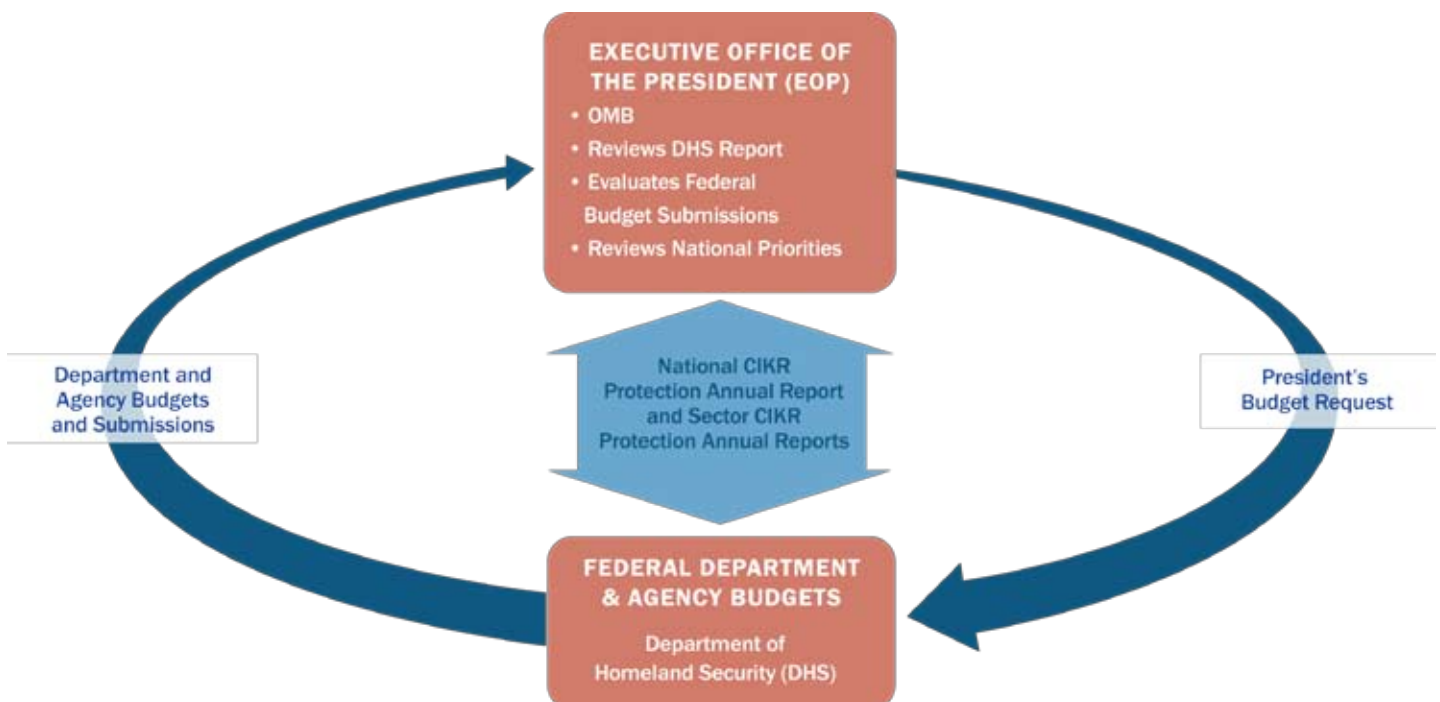 EXECUTIVE OFFICE OF
THE PRESIDENT (EOP)
• OMB
• Reviews DHS Report
• Evaluates Federal
Budget Submissions
• Reviews National Priorities
Department and
Agency Budgets
and Submissions
National CIKR
Protection Annual Report
and Sector CIKR
Protection Annual Reports
President's
Budget Request
FEDERAL DEPARTMENT
& AGENCY BUDGETS
Department of
Homeland Security (DHS)